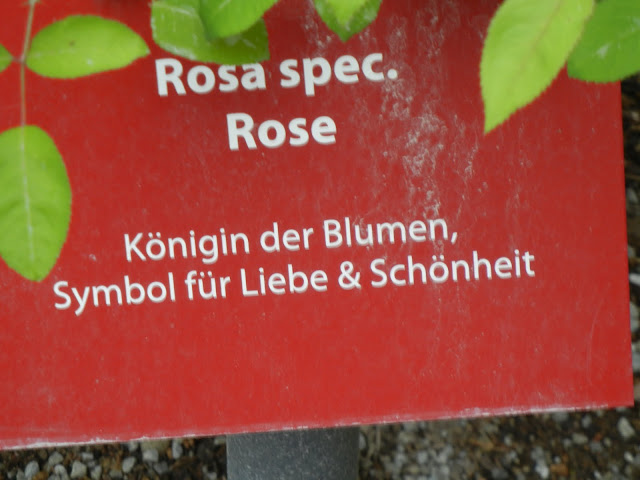 Rosa spec.
Rose
Königin der Blumen,
Symbol für Liebe & Schönheit